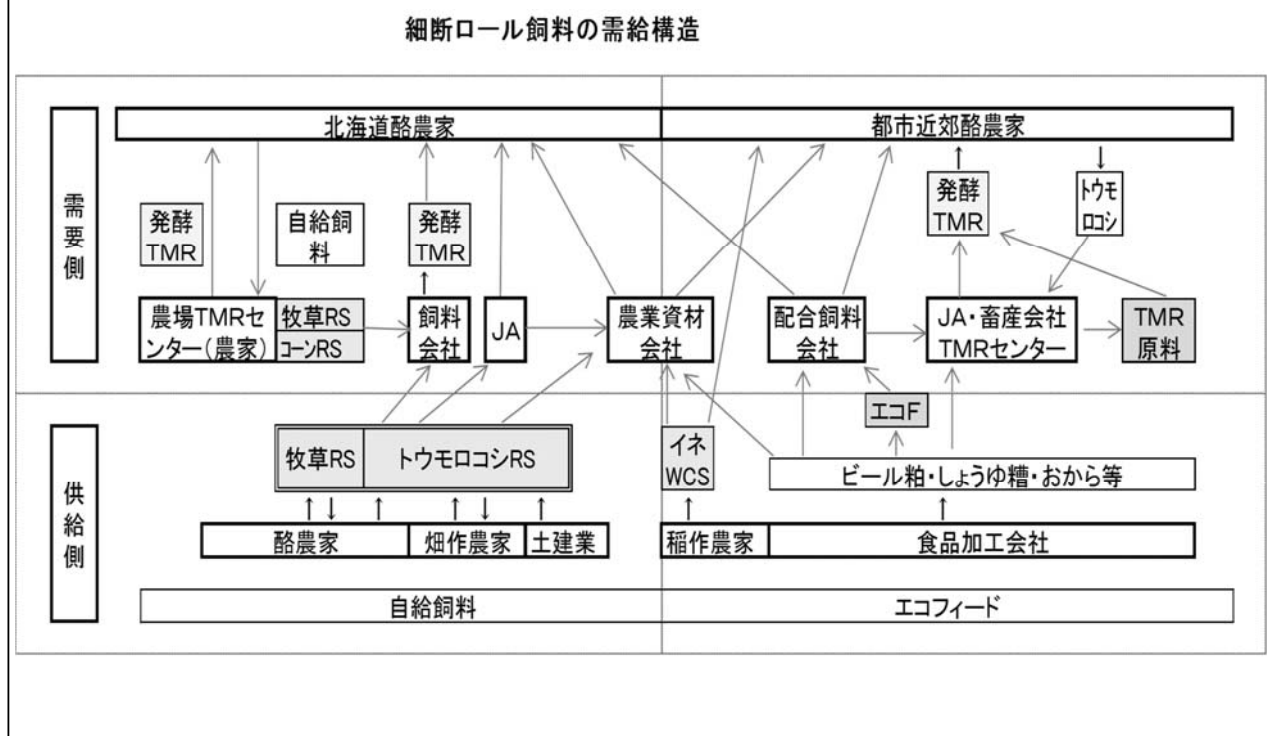 細断ロール飼料の需給構造
需要側
北海道酪農家
都市近郊酪農家
発酵
TMR
自給飼
料
発酵
TMR
発酵
TMR
トウモ
ロコシ
農場TMRセ
ンター(農家)
牧草RS
コーンRS
飼料
会社
JA
農業資材
会社
配合飼料
会社
JA・畜産会社
TMRセンター
TMR
原料
供給側
エコF
牧草RS
トウモロコシRS
イネ
WCS
ビール粕・しょうゆ糟・おから等
酪農家
畑作農家
土建業
稲作農家
食品加工会社
自給飼料
エコフィード